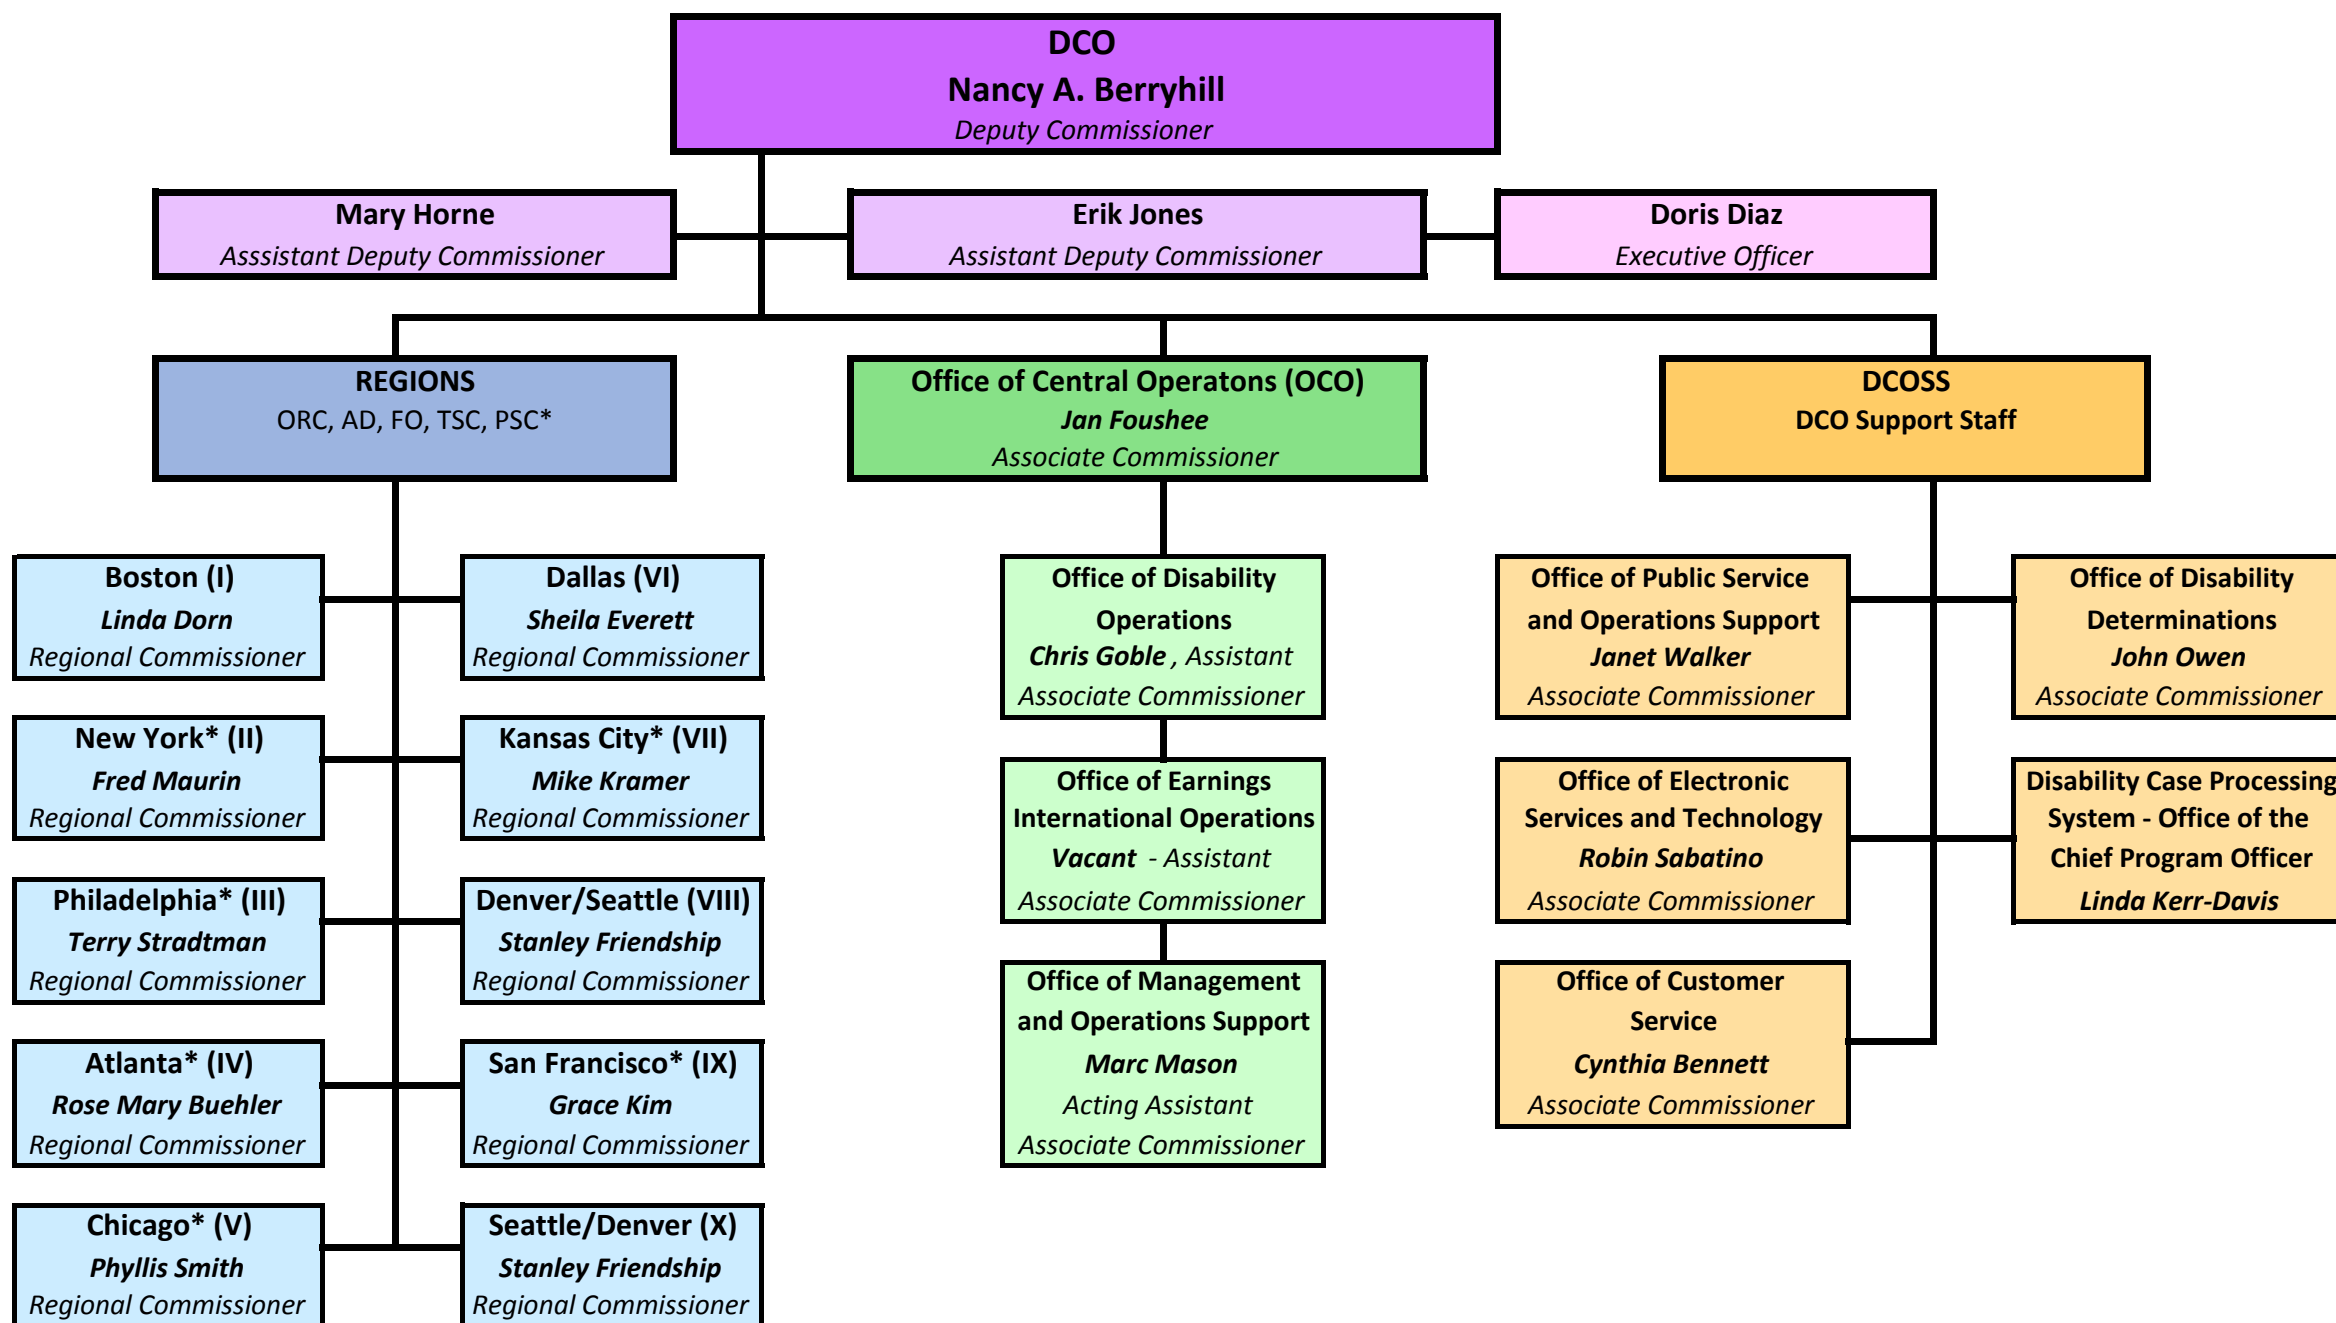 DCO
Nancy A. Berryhill
Deputy Commissioner
Mary Horne
Asssistant Deputy Commissioner
Erik Jones
Assistant Deputy Commissioner
Doris Diaz
Executive Officer
REGIONS
ORC, AD, FO, TSC, PSC*
Office of Central Operatons (OCO)
Jan Foushee
Associate Commissioner
DCOSS
DCO Support Staff
Boston (I)
Linda Dorn
Regional Commissioner
Dallas (VI)
Sheila Everett
Regional Commissioner
New York* (II)
Fred Maurin
Regional Commissioner
Kansas City* (VII)
Mike Kramer
Regional Commissioner
Philadelphia* (III)
Terry Stradtman
Regional Commissioner
Denver/Seattle (VIII)
Stanley Friendship
Regional Commissioner
Atlanta* (IV)
Rose Mary Buehler
Regional Commissioner
San Francisco* (IX)
Grace Kim
Regional Commissioner
Chicago* (V)
Phyllis Smith
Regional Commissioner
Seattle/Denver (X)
Stanley Friendship
Regional Commissioner
Office of Disability
Operations
Chris Goble , Assistant
Associate Commissioner
Office of Earnings
International Operations
Vacant - Assistant
Associate Commissioner
Office of Management
and Operations Support
Marc Mason
Acting Assistant
Associate Commissioner
Office of Public Service
and Operations Support
Janet Walker
Associate Commissioner
Office of Disability
Determinations
John Owen
Associate Commissioner
Office of Electronic
Services and Technology
Robin Sabatino
Associate Commissioner
Disability Case Processing
System - Office of the
Chief Program Officer
Linda Kerr-Davis
Office of Customer
Service
Cynthia Bennett
Associate Commissioner